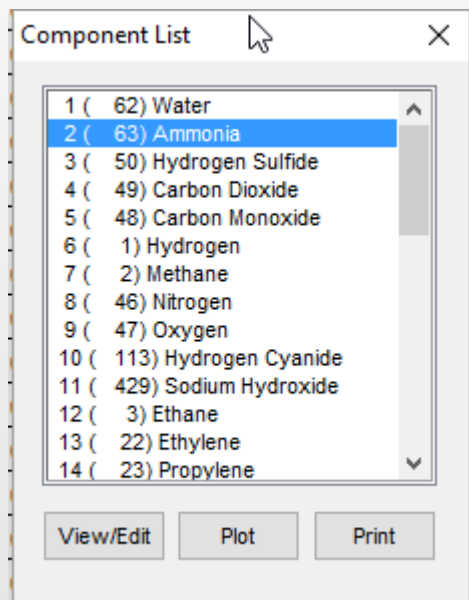 Component List
1 ( 62) Water
2 ( 63) Ammonia
3 ( 50) Hydrogen Sulfide
4 ( 49) Carbon Dioxide
5 ( 48) Carbon Monoxide
6 ( 1) Hydrogen
7 ( 2) Methane
8 ( 46) Nitrogen
9 ( 47) Oxygen
10 ( 113) Hydrogen Cyanide
11 ( 429) Sodium Hydroxide
12 ( 3) Ethane
13 ( 22) Ethylene
14 ( 23) Propylene
View/Edit Plot Print